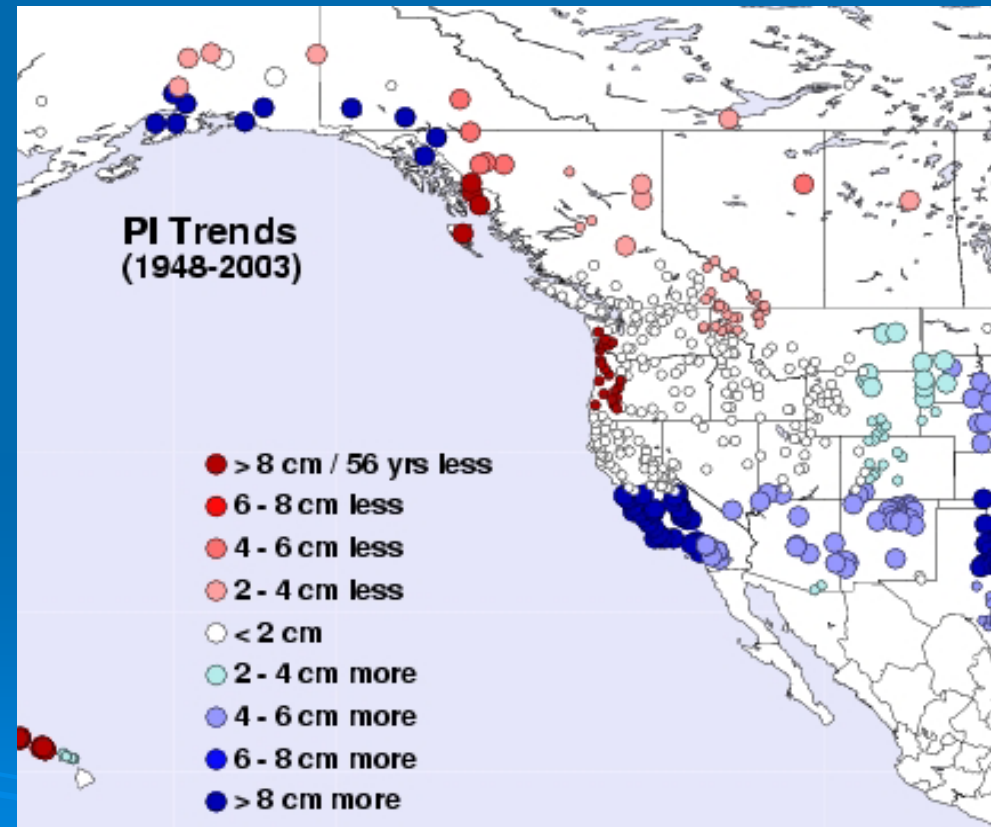 PI Trends
(1948-2003)
> 8 cm / 56 yrs less
6 - 8 cm less
4 - 6 cm less
2 - 4 cm less
< 2 cm
2 - 4 cm more
4 - 6 cm more
6 - 8 cm more
> 8 cm more